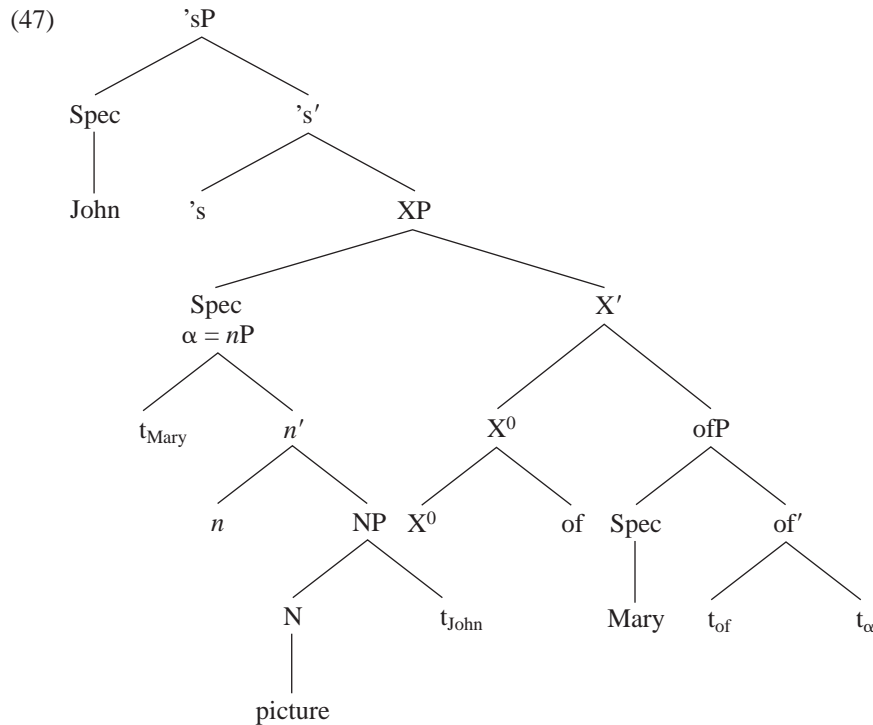 (47) ’sP
Spec ’s′
John ’s XP
Spec X′
α = nP
t_Mary n′ X⁰ ofP
n NP X⁰ of Spec of′
N t_John Mary t_of t_α
picture